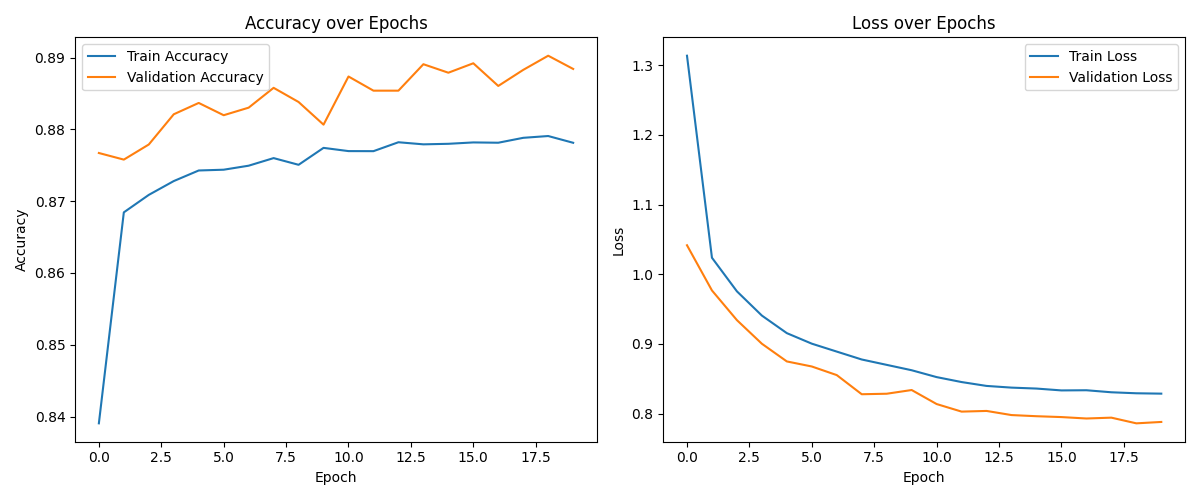 Accuracy over Epochs
Train Accuracy
Validation Accuracy
0.89
0.88
0.87
0.86
0.85
0.84
Accuracy
0.0 2.5 5.0 7.5 10.0 12.5 15.0 17.5
Epoch
Loss over Epochs
Train Loss
Validation Loss
1.3
1.2
1.1
1.0
0.9
0.8
Loss
0.0 2.5 5.0 7.5 10.0 12.5 15.0 17.5
Epoch